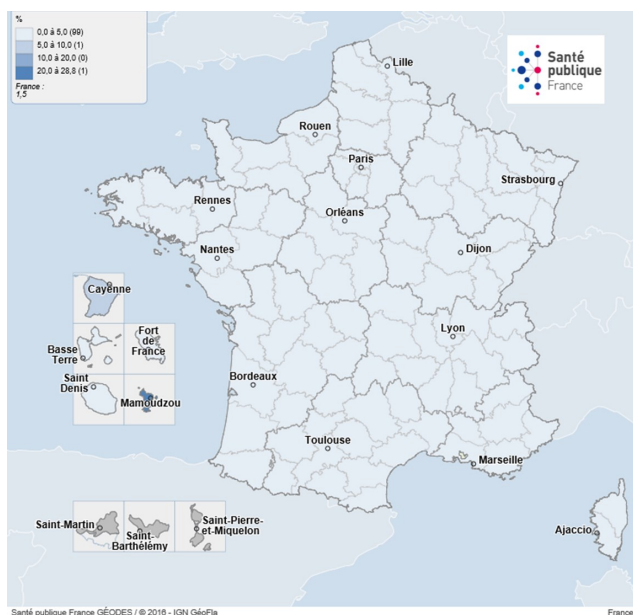 %
0,0 à 5,0 (99)
5,0 à 10,0 (1)
10,0 à 20,0 (0)
20,0 à 28,8 (1)
France :
1,5
Santé
publique
France
Lille
Rouen
Paris
Strasbourg
Rennes
Orléans
Nantes
Dijon
Cayenne
Fort
de
France
Basse
Terre
Lyon
Saint
Denis
Mamoudzou
Bordeaux
Toulouse
Marseille
Saint-Martin
Saint-
Barthélémy
Saint-Pierre-
et-Miquelon
Ajaccio
Santé publique France GÉODES / © 2016 - IGN GéoFla
France